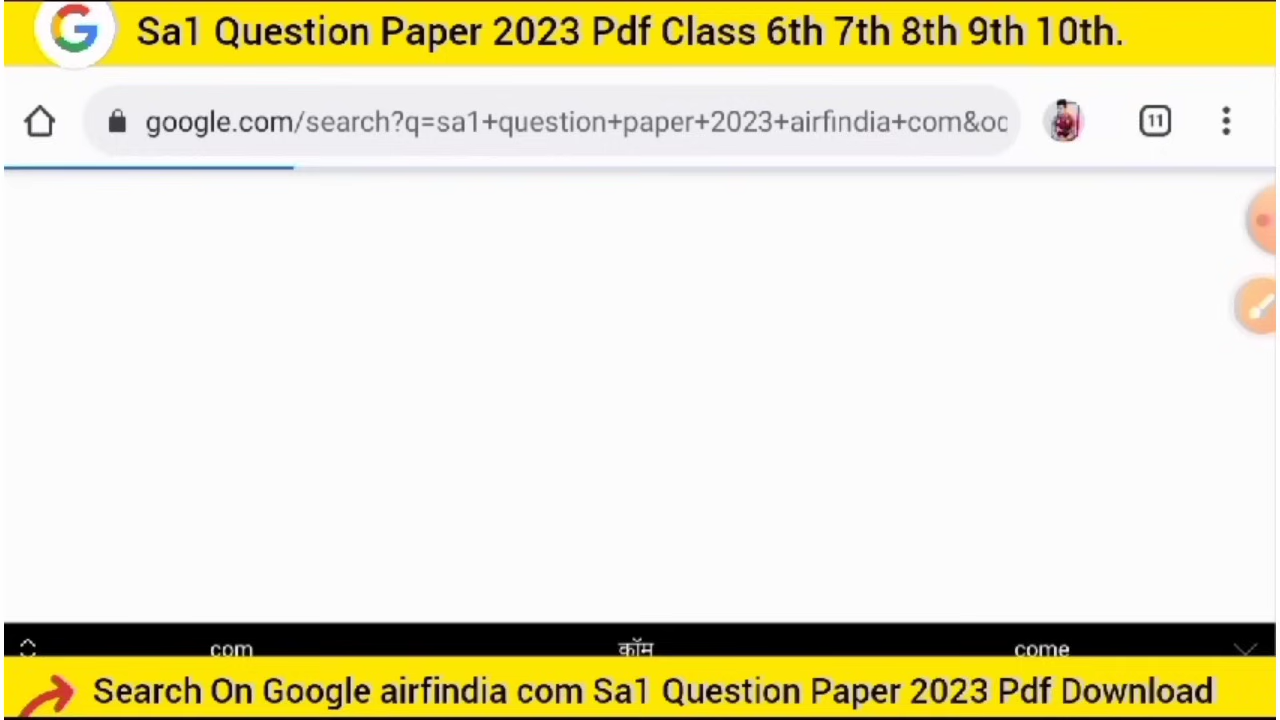 Sa1 Question Paper 2023 Pdf Class 6th 7th 8th 9th 10th.
google.com/search?q=sa1+question+paper+2023+airfindia+com&oq
11
com कॉम come
Search On Google airfindia com Sa1 Question Paper 2023 Pdf Download